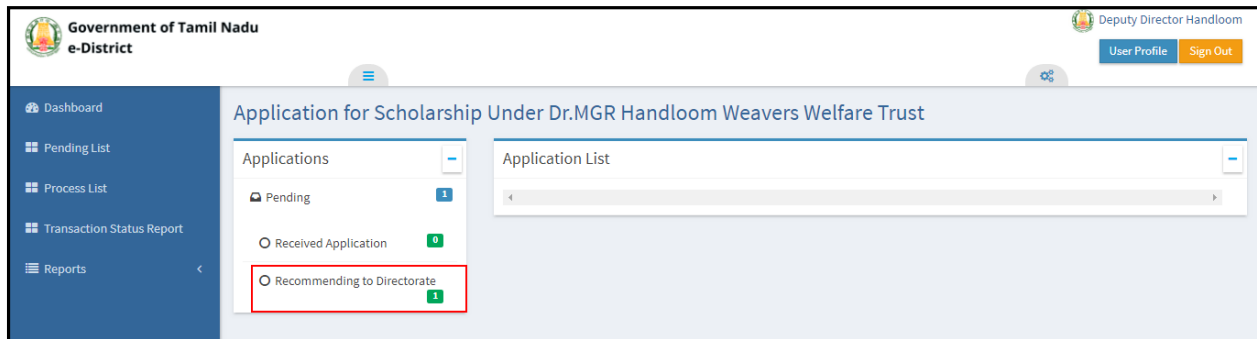 Government of Tamil Nadu
e-District
Deputy Director Handloom
User Profile
Sign Out
Dashboard
Pending List
Process List
Transaction Status Report
Reports
Application for Scholarship Under Dr.MGR Handloom Weavers Welfare Trust
Applications
Pending 1
Received Application 0
Recommending to Directorate
1
Application List